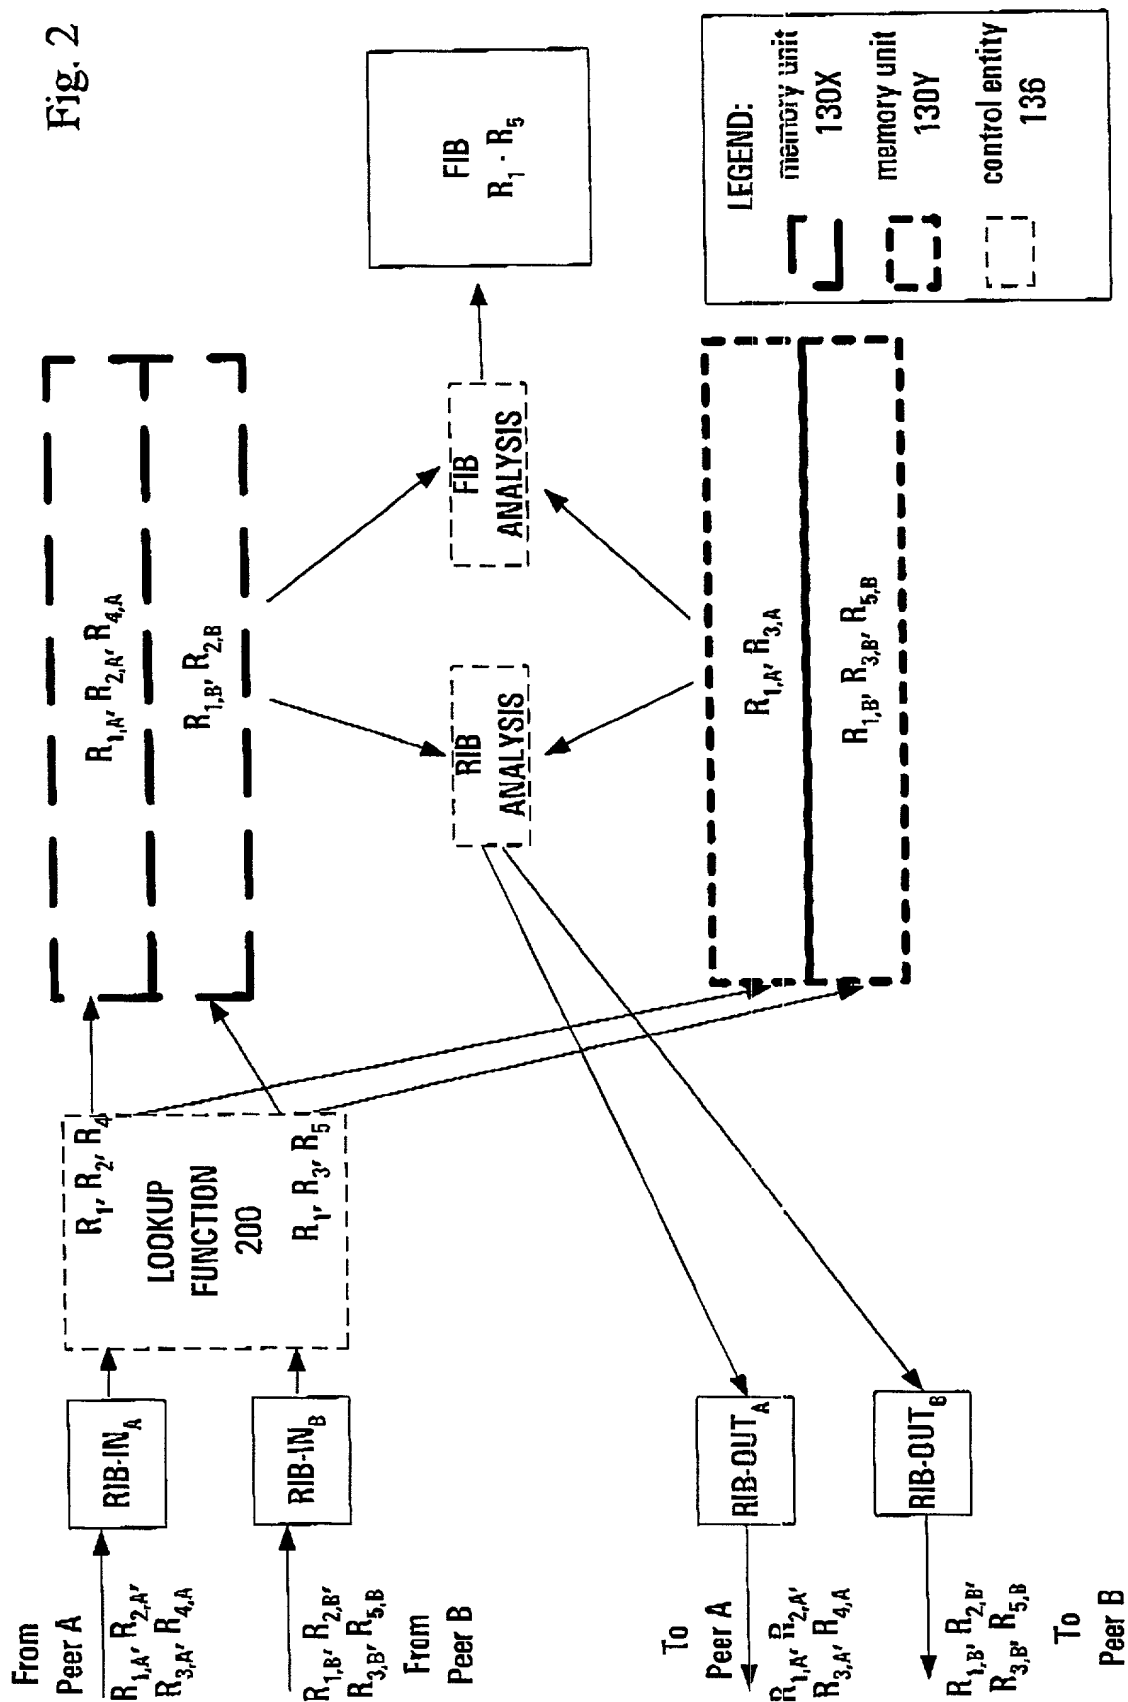 Fig. 2
From
Peer A
R1,A, R2,A,
R3,A, R4,A
RIB-INA
R1,B, R2,B,
R3,B, R5,B
From
Peer B
RIB-INB
R1, R2, R4
LOOKUP
FUNCTION
200
R1, R3, R5
R1,A, R2,A, R4,A
R1,B, R2,B
RIB
ANALYSIS
FIB
ANALYSIS
FIB
R1 - R5
R1,A, R3,A
R1,B, R3,B, R5,B
To
Peer A
R1,A, R2,A,
R3,A, R4,A
RIB-OUTA
R1,B, R2,B,
R3,B, R5,B
To
Peer B
RIB-OUTB
LEGEND:
memory unit
130X
memory unit
130Y
control entity
136